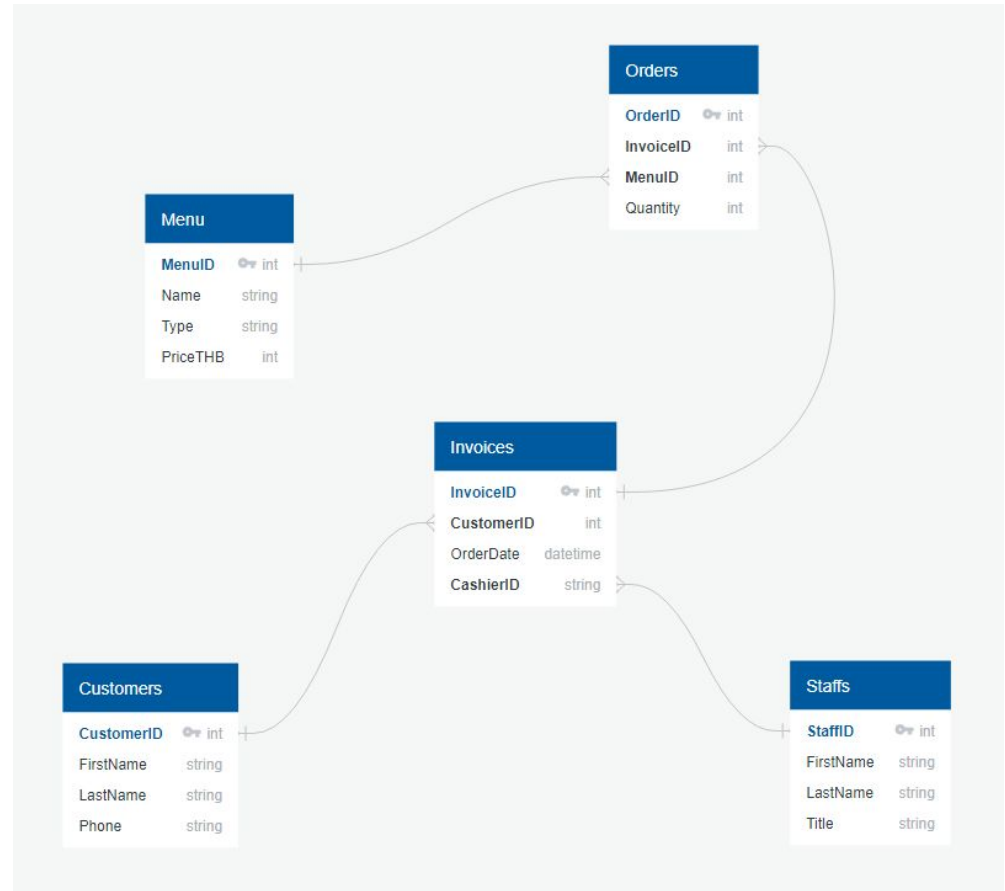 Orders
OrderID int
InvoiceID int
MenuID int
Quantity int
Menu
MenuID int
Name string
Type string
PriceTHB int
Invoices
InvoiceID int
CustomerID int
OrderDate datetime
CashierID string
Customers
CustomerID int
FirstName string
LastName string
Phone string
Staffs
StaffID int
FirstName string
LastName string
Title string